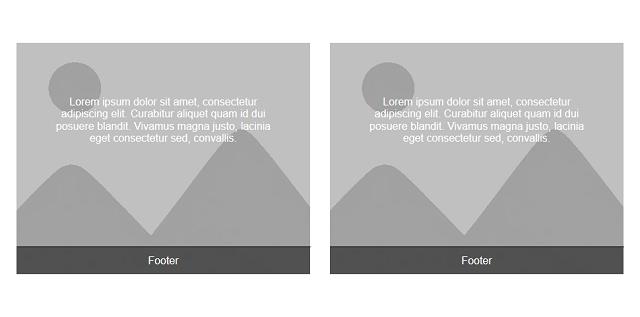 Lorem ipsum dolor sit amet, consectetur
adipiscing elit. Curabitur aliquet quam id dui
posuere blandit. Vivamus magna justo, lacinia
eget consectetur sed, convallis.
Footer
Lorem ipsum dolor sit amet, consectetur
adipiscing elit. Curabitur aliquet quam id dui
posuere blandit. Vivamus magna justo, lacinia
eget consectetur sed, convallis.
Footer